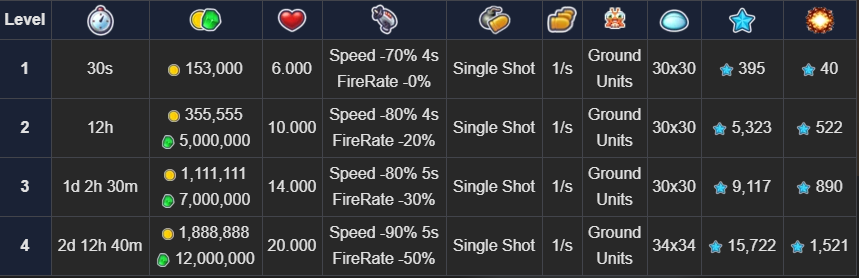 Level
1 30s 153,000 6.000 Speed -70% 4s FireRate -0% Single Shot 1/s Ground Units 30x30 395 40
2 12h 355,555 5,000,000 10.000 Speed -80% 4s FireRate -20% Single Shot 1/s Ground Units 30x30 5,323 522
3 1d 2h 30m 1,111,111 7,000,000 14.000 Speed -80% 5s FireRate -30% Single Shot 1/s Ground Units 30x30 9,117 890
4 2d 12h 40m 1,888,888 12,000,000 20.000 Speed -90% 5s FireRate -50% Single Shot 1/s Ground Units 34x34 15,722 1,521